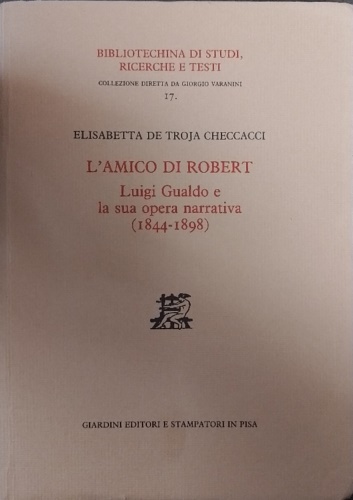 BIBLIOTECHINA DI STUDI,
RICERCHE E TESTI
COLLEZIONE DIRETTA DA GIORGIO VARANINI
17.
ELISABETTA DE TROJA CHECCACCI
L'AMICO DI ROBERT
Luigi Gualdo e
la sua opera narrativa
(1844-1898)
GIARDINI EDITORI E STAMPATORI IN PISA